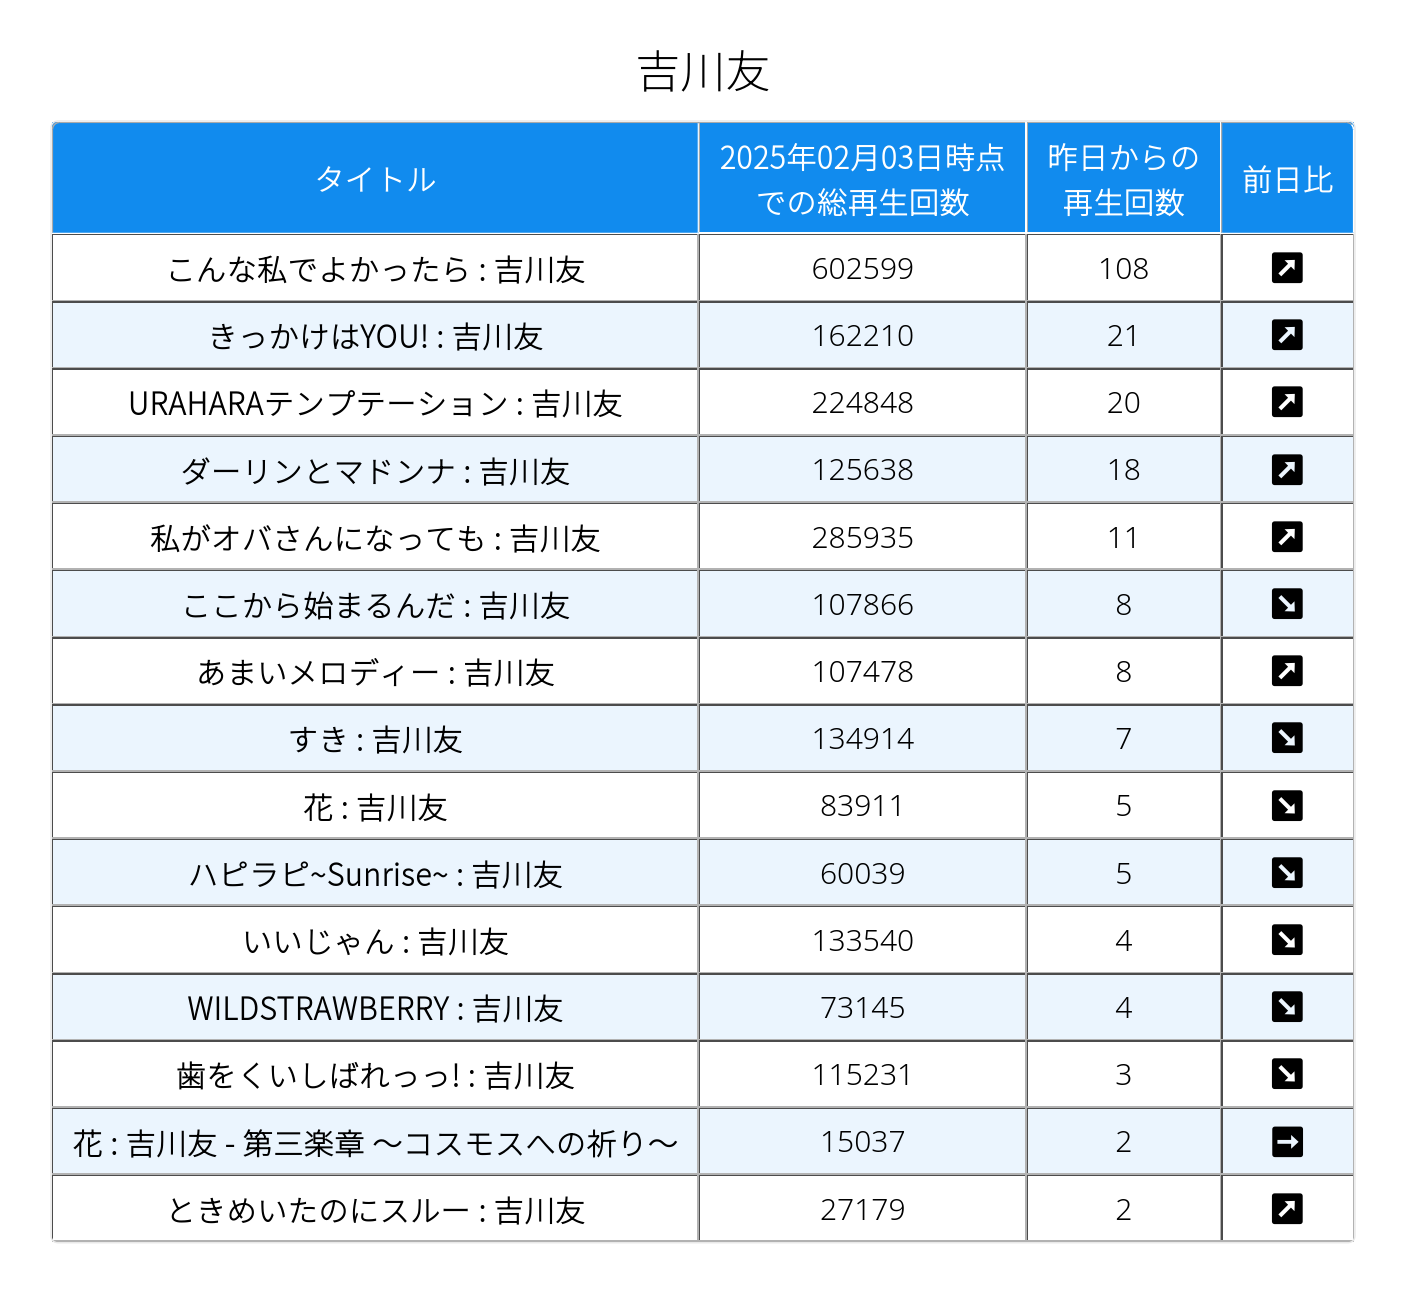 吉川友
タイトル 2025年02月03日時点での総再生回数 昨日からの再生回数 前日比
こんな私でよかったら : 吉川友 602599 108 ↗
きっかけはYOU! : 吉川友 162210 21 ↗
URAHARAテンプテーション : 吉川友 224848 20 ↗
ダーリンとマドンナ : 吉川友 125638 18 ↗
私がオバさんになっても : 吉川友 285935 11 ↗
ここから始まるんだ : 吉川友 107866 8 ↘
あまいメロディー : 吉川友 107478 8 ↗
すき : 吉川友 134914 7 ↘
花 : 吉川友 83911 5 ↘
ハピラピ~Sunrise~ : 吉川友 60039 5 ↘
いいじゃん : 吉川友 133540 4 ↘
WILDSTRAWBERRY : 吉川友 73145 4 ↘
歯をくいしばれっっ! : 吉川友 115231 3 ↘
花 : 吉川友 - 第三楽章 〜コスモスへの祈り〜 15037 2 →
ときめいたのにスルー : 吉川友 27179 2 ↗